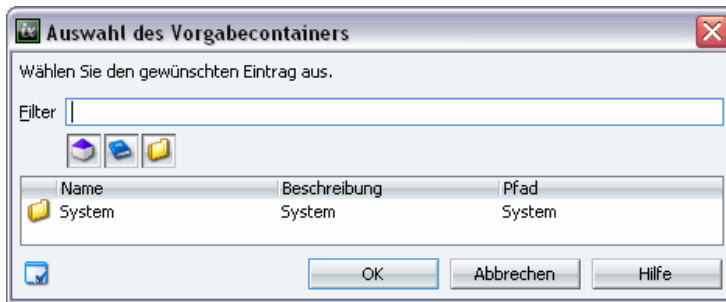 Auswahl des Vorgabecontainers
Wählen Sie den gewünschten Eintrag aus.
Filter
Name Beschreibung Pfad
System System System
OK Abbrechen Hilfe